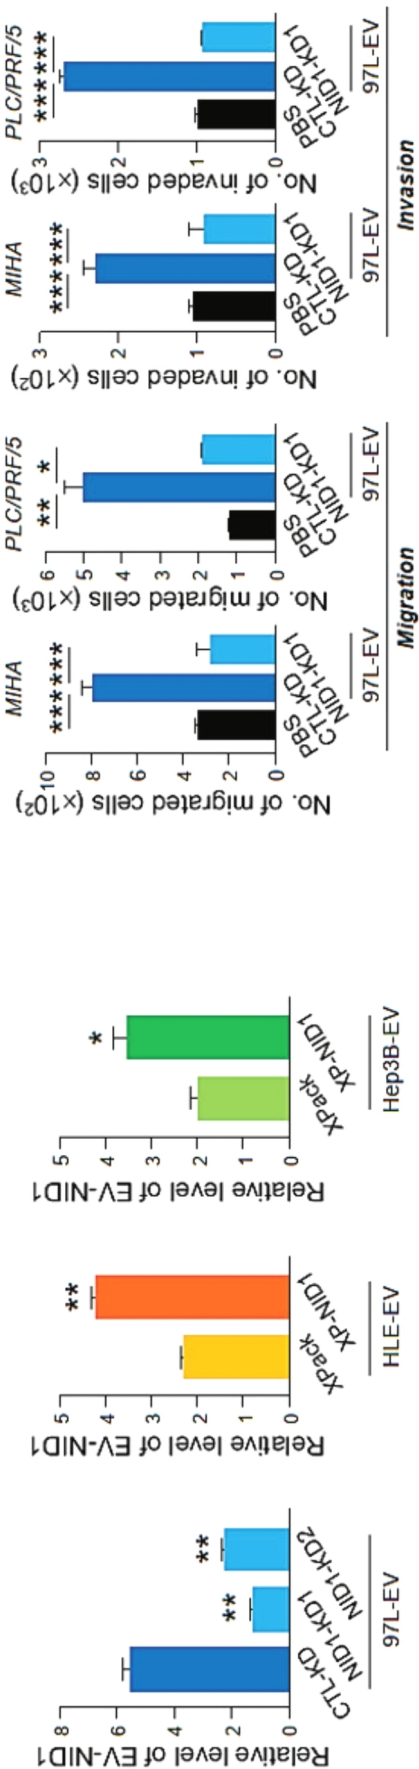 Relative level of EV-NID1
8
6
4
2
0
**
**
CTL-KD
NID1-KD1
NID1-KD2
97L-EV
Relative level of EV-NID1
5
4
3
2
1
0
**
XPack
XP-NID1
HLE-EV
Relative level of EV-NID1
5
4
3
2
1
0
*
XPack
XP-NID1
Hep3B-EV
MIHA
No. of migrated cells (×10²)
10
8
6
4
2
0
*** ***
PBS
CTL-KD
NID1-KD1
97L-EV
PLC/PRF/5
No. of migrated cells (×10³)
6
5
4
3
2
1
0
** *
PBS
CTL-KD
NID1-KD1
97L-EV
Migration
MIHA
No. of invaded cells (×10²)
3
2
1
0
*** ***
PBS
CTL-KD
NID1-KD1
97L-EV
PLC/PRF/5
No. of invaded cells (×10³)
3
2
1
0
*** ***
PBS
CTL-KD
NID1-KD1
97L-EV
Invasion